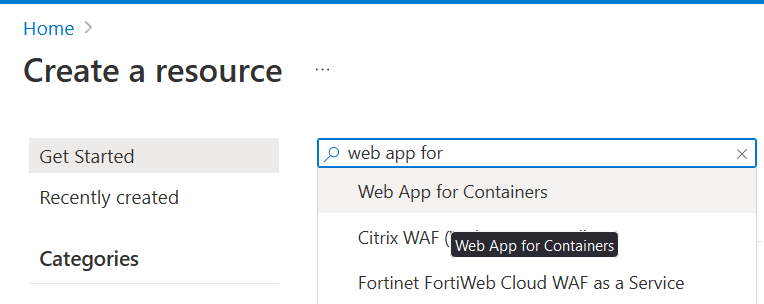 Home >
Create a resource ...
Get Started
web app for
Recently created
Web App for Containers
Citrix WAF (
Web App for Containers
Categories
Fortinet FortiWeb Cloud WAF as a Service